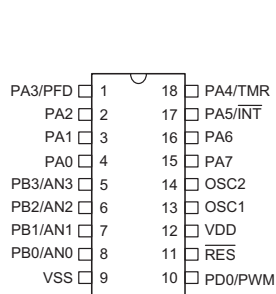 PA3/PFD 1 18 PA4/TMR
PA2 2 17 PA5/I̅N̅T̅
PA1 3 16 PA6
PA0 4 15 PA7
PB3/AN3 5 14 OSC2
PB2/AN2 6 13 OSC1
PB1/AN1 7 12 VDD
PB0/AN0 8 11 R̅E̅S̅
VSS 9 10 PD0/PWM